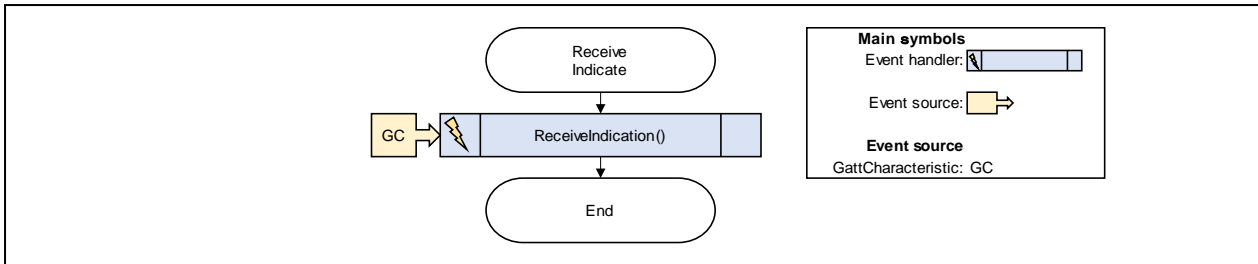 Receive
Indicate
GC
ReceiveIndication()
End
Main symbols
Event handler:
Event source:
Event source
GattCharacteristic: GC